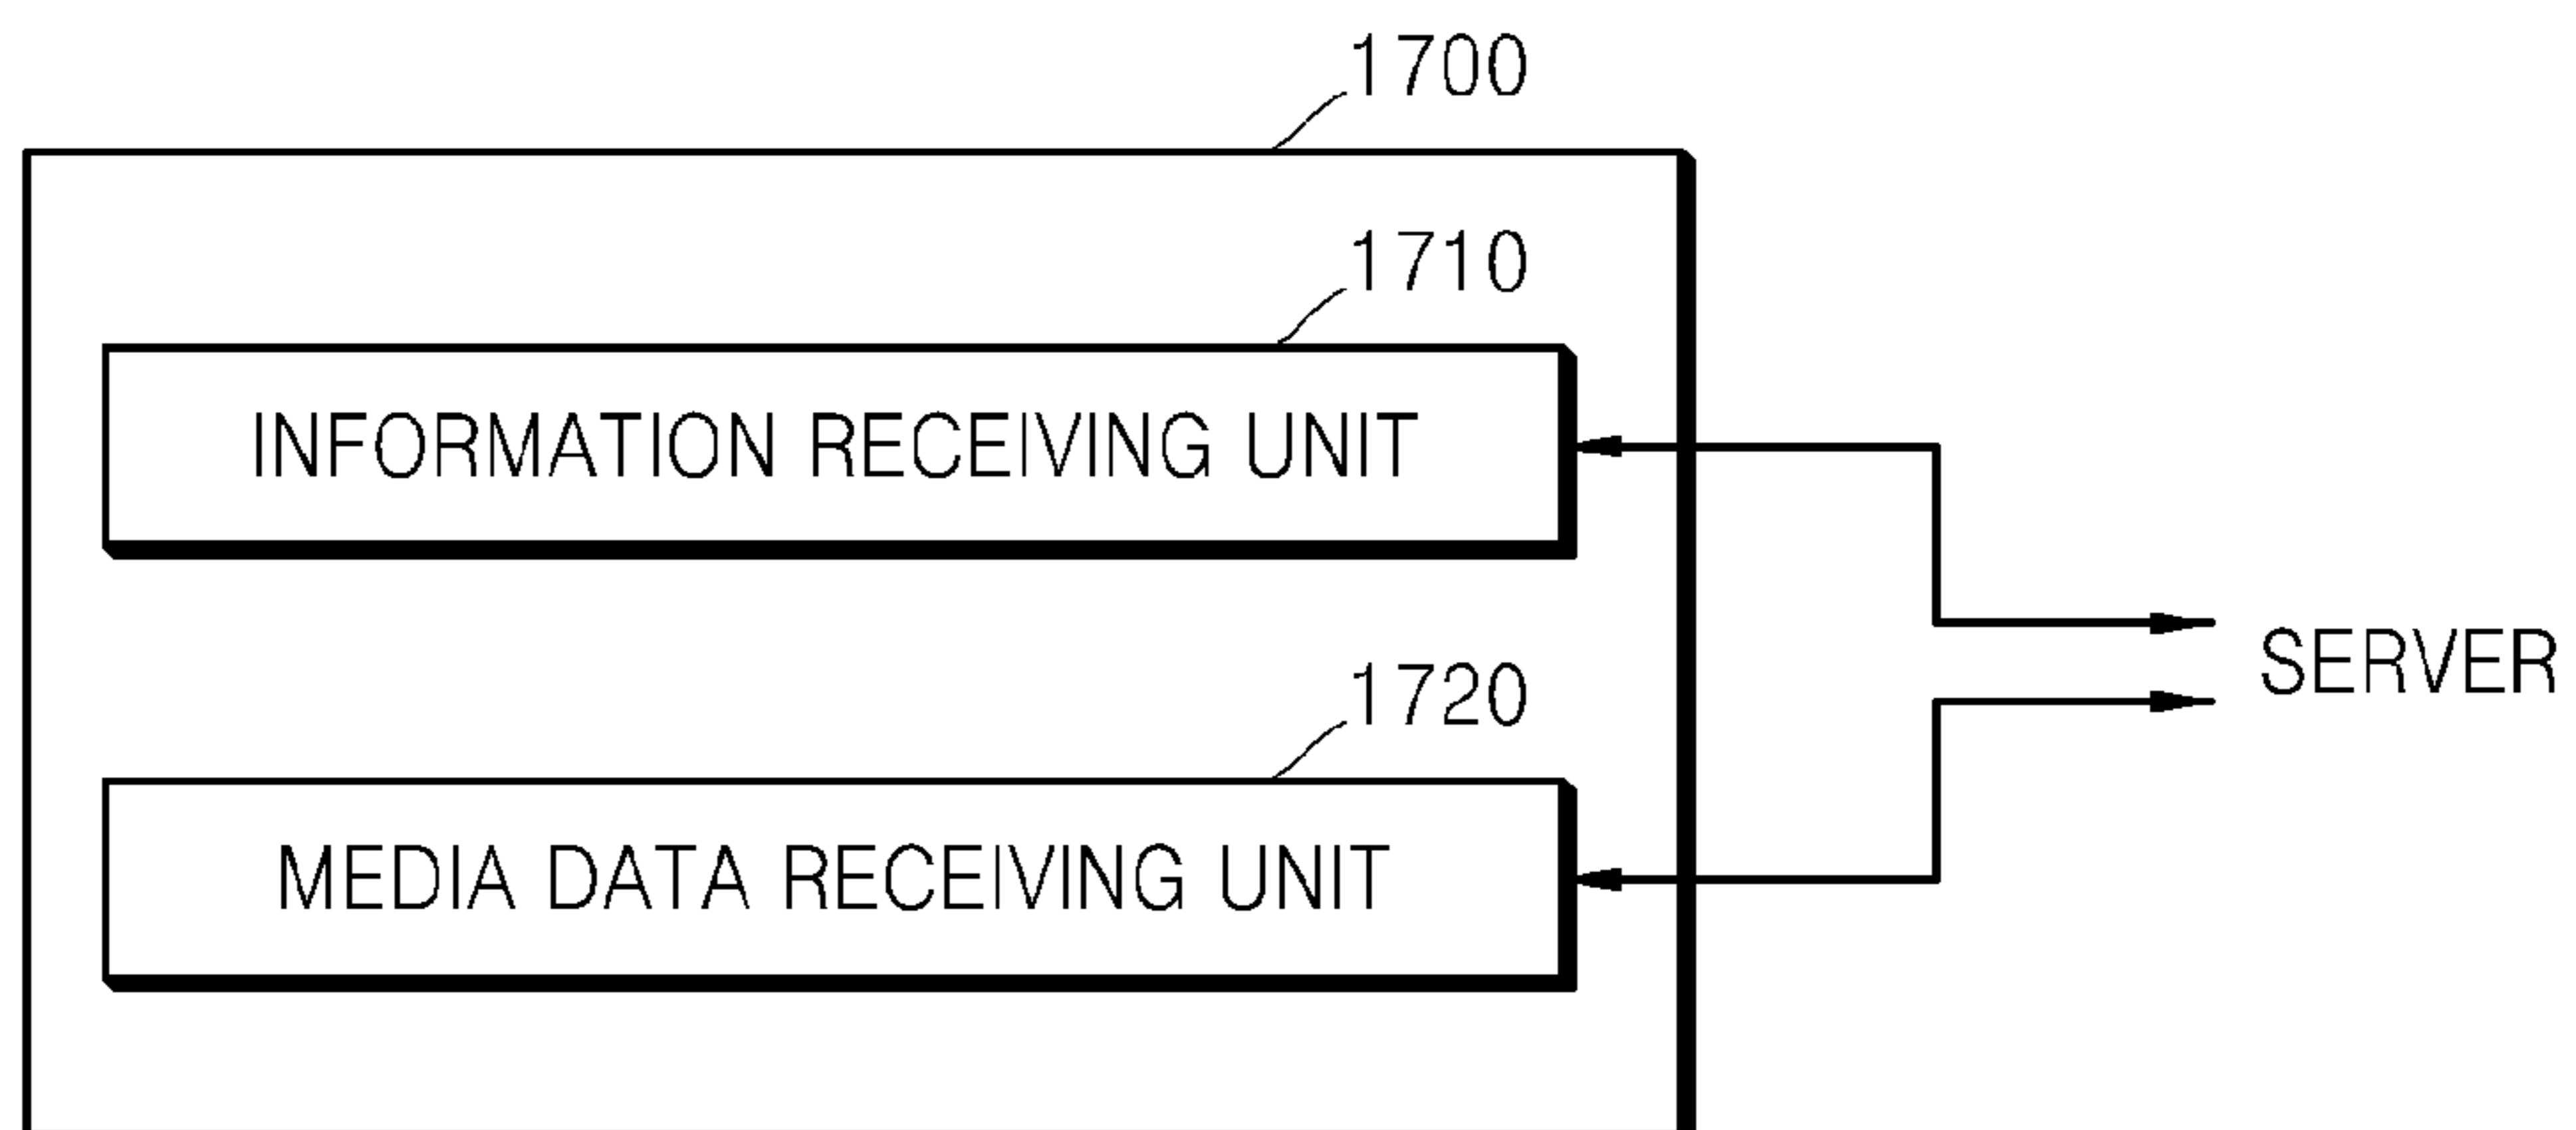 1700
1710
INFORMATION RECEIVING UNIT
SERVER
1720
MEDIA DATA RECEIVING UNIT